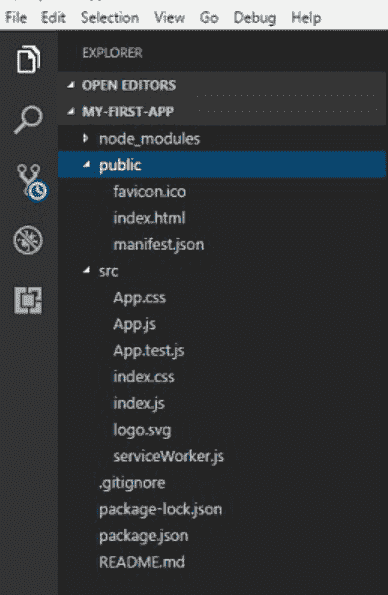 File Edit Selection View Go Debug Help
EXPLORER
OPEN EDITORS
MY-FIRST-APP
node_modules
public
favicon.ico
index.html
manifest.json
src
App.css
App.js
App.test.js
index.css
index.js
logo.svg
serviceWorker.js
.gitignore
package-lock.json
package.json
README.md